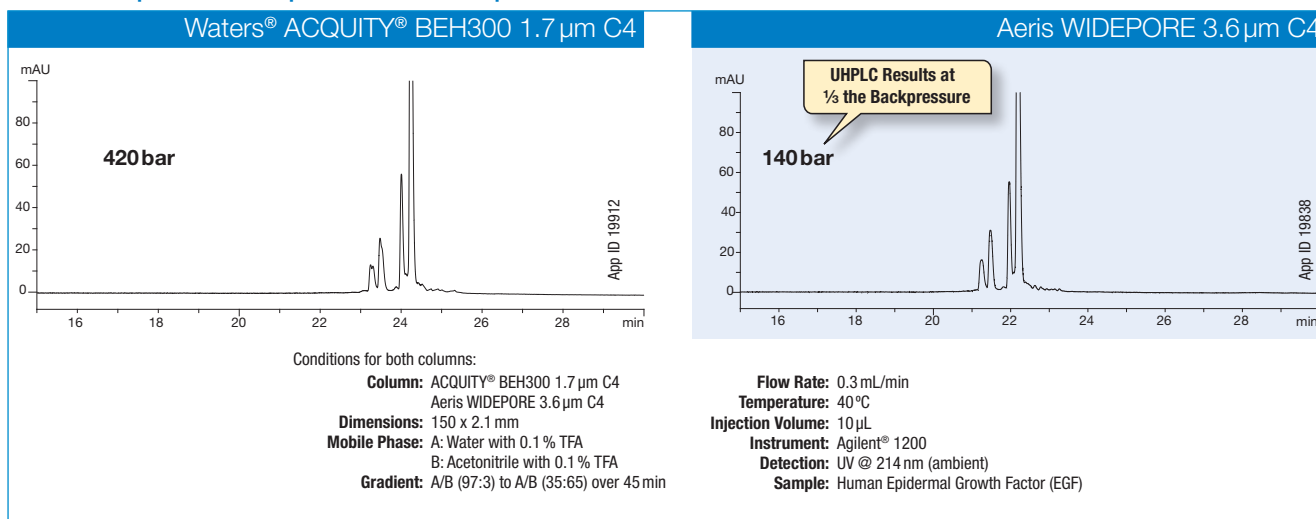 Waters® ACQUITY® BEH300 1.7 µm C4
mAU
80
60
40
20
0
420 bar
App ID 19912
16 18 20 22 24 26 28 min
Aeris WIDEPORE 3.6 µm C4
mAU
UHPLC Results at
⅓ the Backpressure
80
60
40
20
0
140 bar
App ID 19838
16 18 20 22 24 26 28 min
Conditions for both columns:
Column: ACQUITY® BEH300 1.7 µm C4
Aeris WIDEPORE 3.6 µm C4
Dimensions: 150 x 2.1 mm
Mobile Phase: A: Water with 0.1 % TFA
B: Acetonitrile with 0.1 % TFA
Gradient: A/B (97:3) to A/B (35:65) over 45 min
Flow Rate: 0.3 mL/min
Temperature: 40 ºC
Injection Volume: 10 µL
Instrument: Agilent® 1200
Detection: UV @ 214 nm (ambient)
Sample: Human Epidermal Growth Factor (EGF)